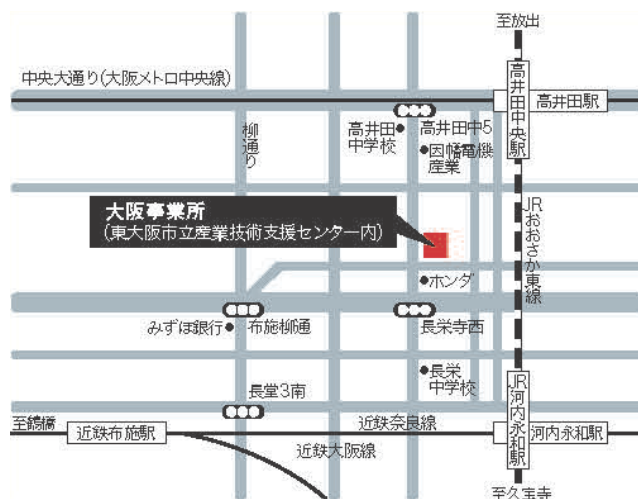 至放出
中央大通り(大阪メトロ中央線)
高井田中央駅
高井田駅
柳通り
高井田
中学校
高井田中5
因幡電機
産業
大阪事業所
(東大阪市立産業技術支援センター内)
JRおおさか東線
ホンダ
みずほ銀行
布施柳通
長栄寺西
長栄
中学校
長堂3南
JR河内永和駅
至鶴橋
近鉄布施駅
近鉄奈良線
近鉄大阪線
河内永和駅
至久宝寺